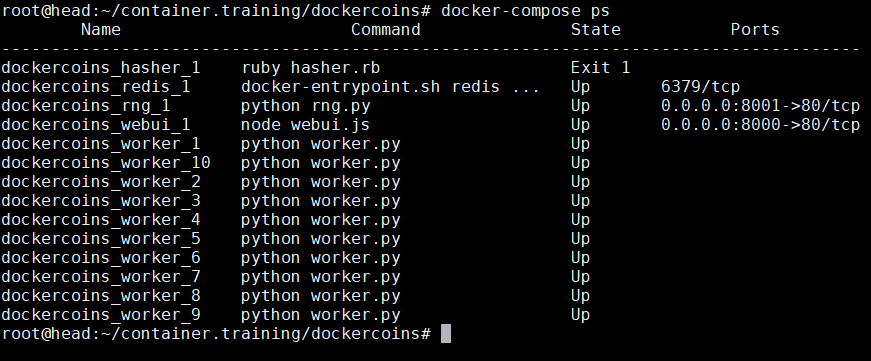 root@head:~/container.training/dockercoins# docker-compose ps
        Name                       Command               State           Ports
--------------------------------------------------------------------------------------
dockercoins_hasher_1    ruby hasher.rb                   Exit 1
dockercoins_redis_1     docker-entrypoint.sh redis ...   Up       6379/tcp
dockercoins_rng_1       python rng.py                    Up       0.0.0.0:8001->80/tcp
dockercoins_webui_1     node webui.js                    Up       0.0.0.0:8000->80/tcp
dockercoins_worker_1    python worker.py                 Up
dockercoins_worker_10   python worker.py                 Up
dockercoins_worker_2    python worker.py                 Up
dockercoins_worker_3    python worker.py                 Up
dockercoins_worker_4    python worker.py                 Up
dockercoins_worker_5    python worker.py                 Up
dockercoins_worker_6    python worker.py                 Up
dockercoins_worker_7    python worker.py                 Up
dockercoins_worker_8    python worker.py                 Up
dockercoins_worker_9    python worker.py                 Up
root@head:~/container.training/dockercoins#